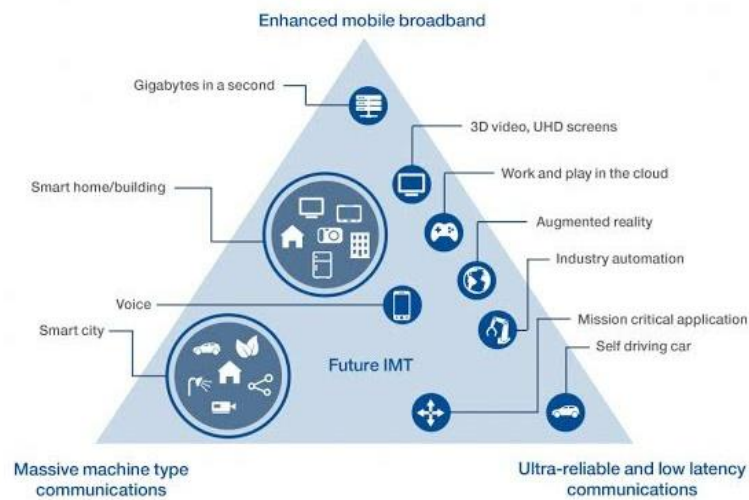 Enhanced mobile broadband
Gigabytes in a second
3D video, UHD screens
Work and play in the cloud
Smart home/building
Augmented reality
Industry automation
Voice
Mission critical application
Smart city
Self driving car
Future IMT
Massive machine type
communications
Ultra-reliable and low latency
communications